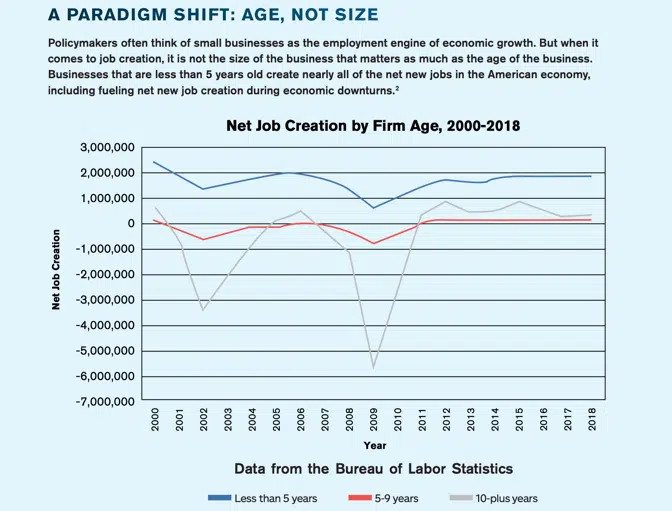 A PARADIGM SHIFT: AGE, NOT SIZE
Policymakers often think of small businesses as the employment engine of economic growth. But when it
comes to job creation, it is not the size of the business that matters as much as the age of the business.
Businesses that are less than 5 years old create nearly all of the net new jobs in the American economy,
including fueling net new job creation during economic downturns.²
Net Job Creation by Firm Age, 2000-2018
3,000,000
2,000,000
1,000,000
0
-1,000,000
-2,000,000
-3,000,000
-4,000,000
-5,000,000
-6,000,000
-7,000,000
Net Job Creation
2000 2001 2002 2003 2004 2005 2006 2007 2008 2009 2010 2011 2012 2013 2014 2015 2016 2017 2018
Year
Data from the Bureau of Labor Statistics
Less than 5 years 5-9 years 10-plus years